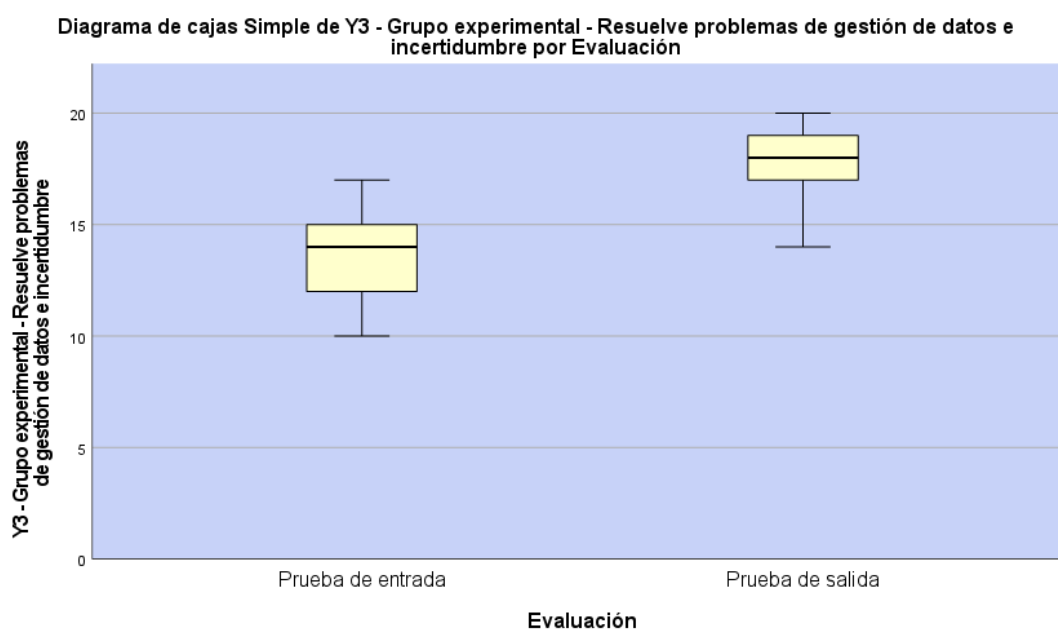 Diagrama de cajas Simple de Y3 - Grupo experimental - Resuelve problemas de gestión de datos e
incertidumbre por Evaluación
Y3 - Grupo experimental - Resuelve problemas
de gestión de datos e incertidumbre
20
15
10
5
0
Prueba de entrada
Prueba de salida
Evaluación